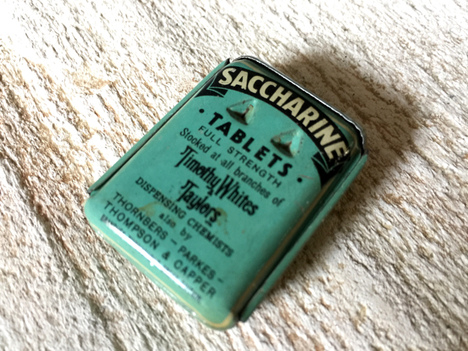 SACCHARINE
· TABLETS ·
FULL STRENGTH
Stocked at all branches of
Timothy Whites
Taylors
DISPENSING CHEMISTS
also by
THORNBERS - PARKES -
THOMPSON & CAPPER